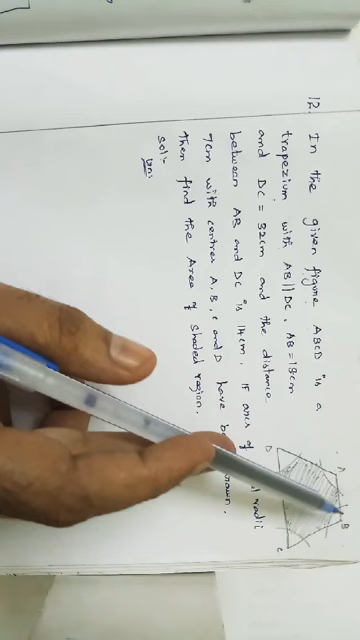 12. In the given figure ABCD is a
trapezium with AB || DC, AB = 18cm
and DC = 32cm and the distance
between AB and DC is 14cm. If arcs of
7cm with centres A, B, C and D have
radii
drawn.
then find the Area of Shaded region.
Sol:-
A
B
C
D